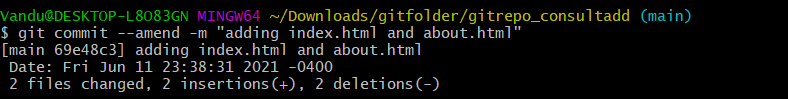 Vandu@DESKTOP-L8O83GN MINGW64 ~/Downloads/gitfolder/gitrepo_consultadd (main)
$ git commit --amend -m "adding index.html and about.html"
[main 69e48c3] adding index.html and about.html
 Date: Fri Jun 11 23:38:31 2021 -0400
 2 files changed, 2 insertions(+), 2 deletions(-)